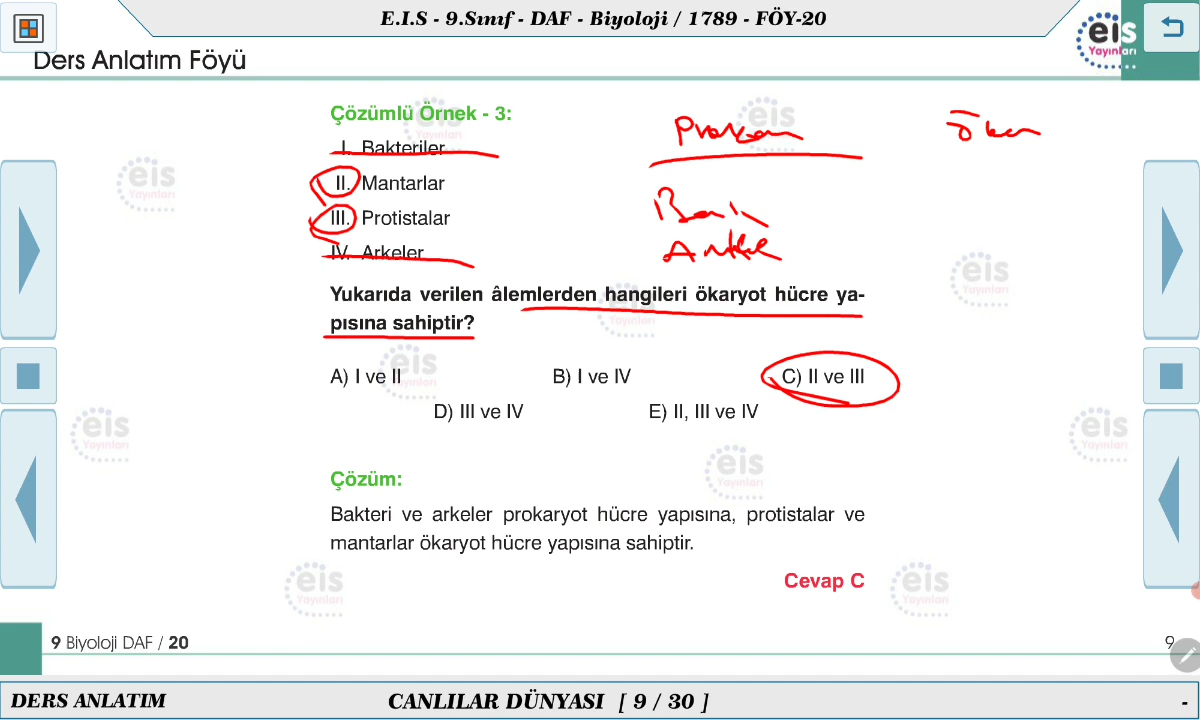 E.I.S - 9.Sınıf - DAF - Biyoloji / 1789 - FÖY-20
eis
Yayınları
Ders Anlatım Föyü
Çözümlü Örnek - 3:
I. Bakteriler
II. Mantarlar
III. Protistalar
IV. Arkeler
Yukarıda verilen âlemlerden hangileri ökaryot hücre ya-
pısına sahiptir?
A) I ve II
B) I ve IV
C) II ve III
D) III ve IV
E) II, III ve IV
Çözüm:
Bakteri ve arkeler prokaryot hücre yapısına, protistalar ve
mantarlar ökaryot hücre yapısına sahiptir.
Cevap C
9 Biyoloji DAF / 20
9
DERS ANLATIM
CANLILAR DÜNYASI [ 9 / 30 ]
-